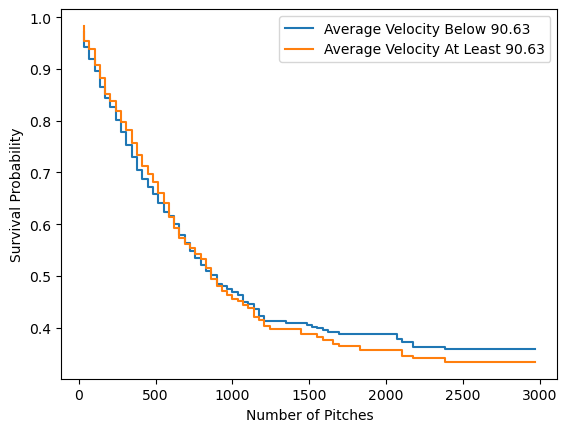 Average Velocity Below 90.63
Average Velocity At Least 90.63
Survival Probability
1.0
0.9
0.8
0.7
0.6
0.5
0.4
0 500 1000 1500 2000 2500 3000
Number of Pitches